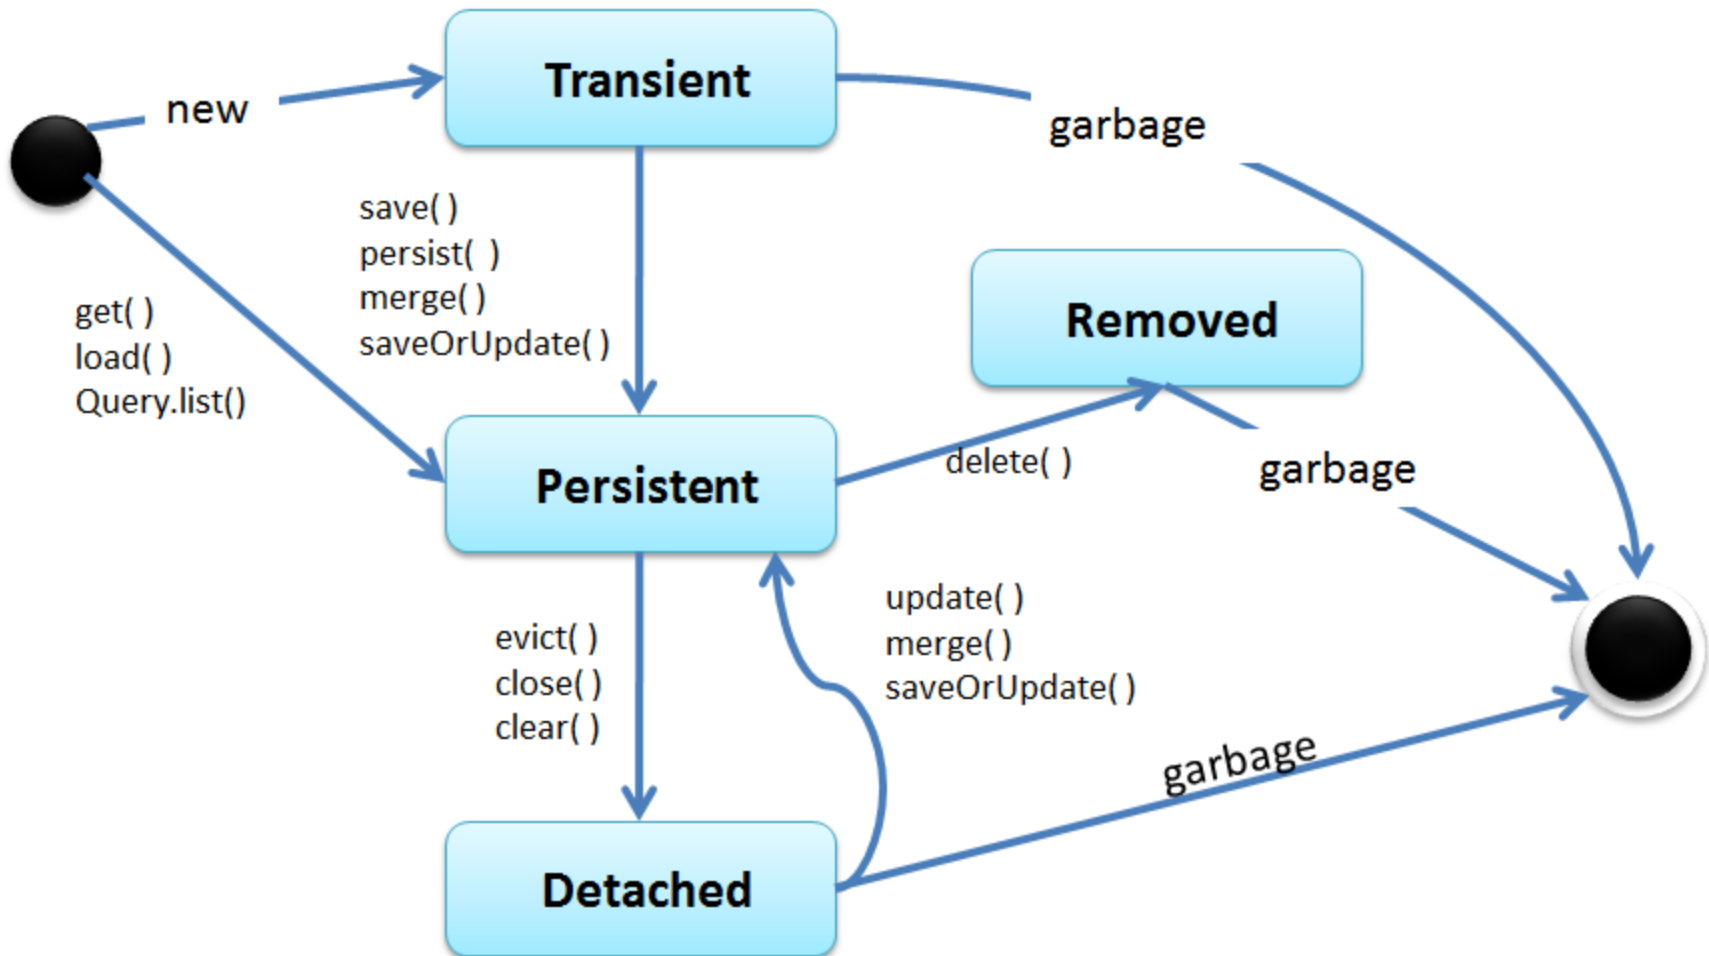 Transient
new
garbage
save( )
persist( )
merge( )
saveOrUpdate( )
get( )
load( )
Query.list()
Removed
Persistent
delete( )
garbage
evict( )
close( )
clear( )
update( )
merge( )
saveOrUpdate( )
garbage
Detached